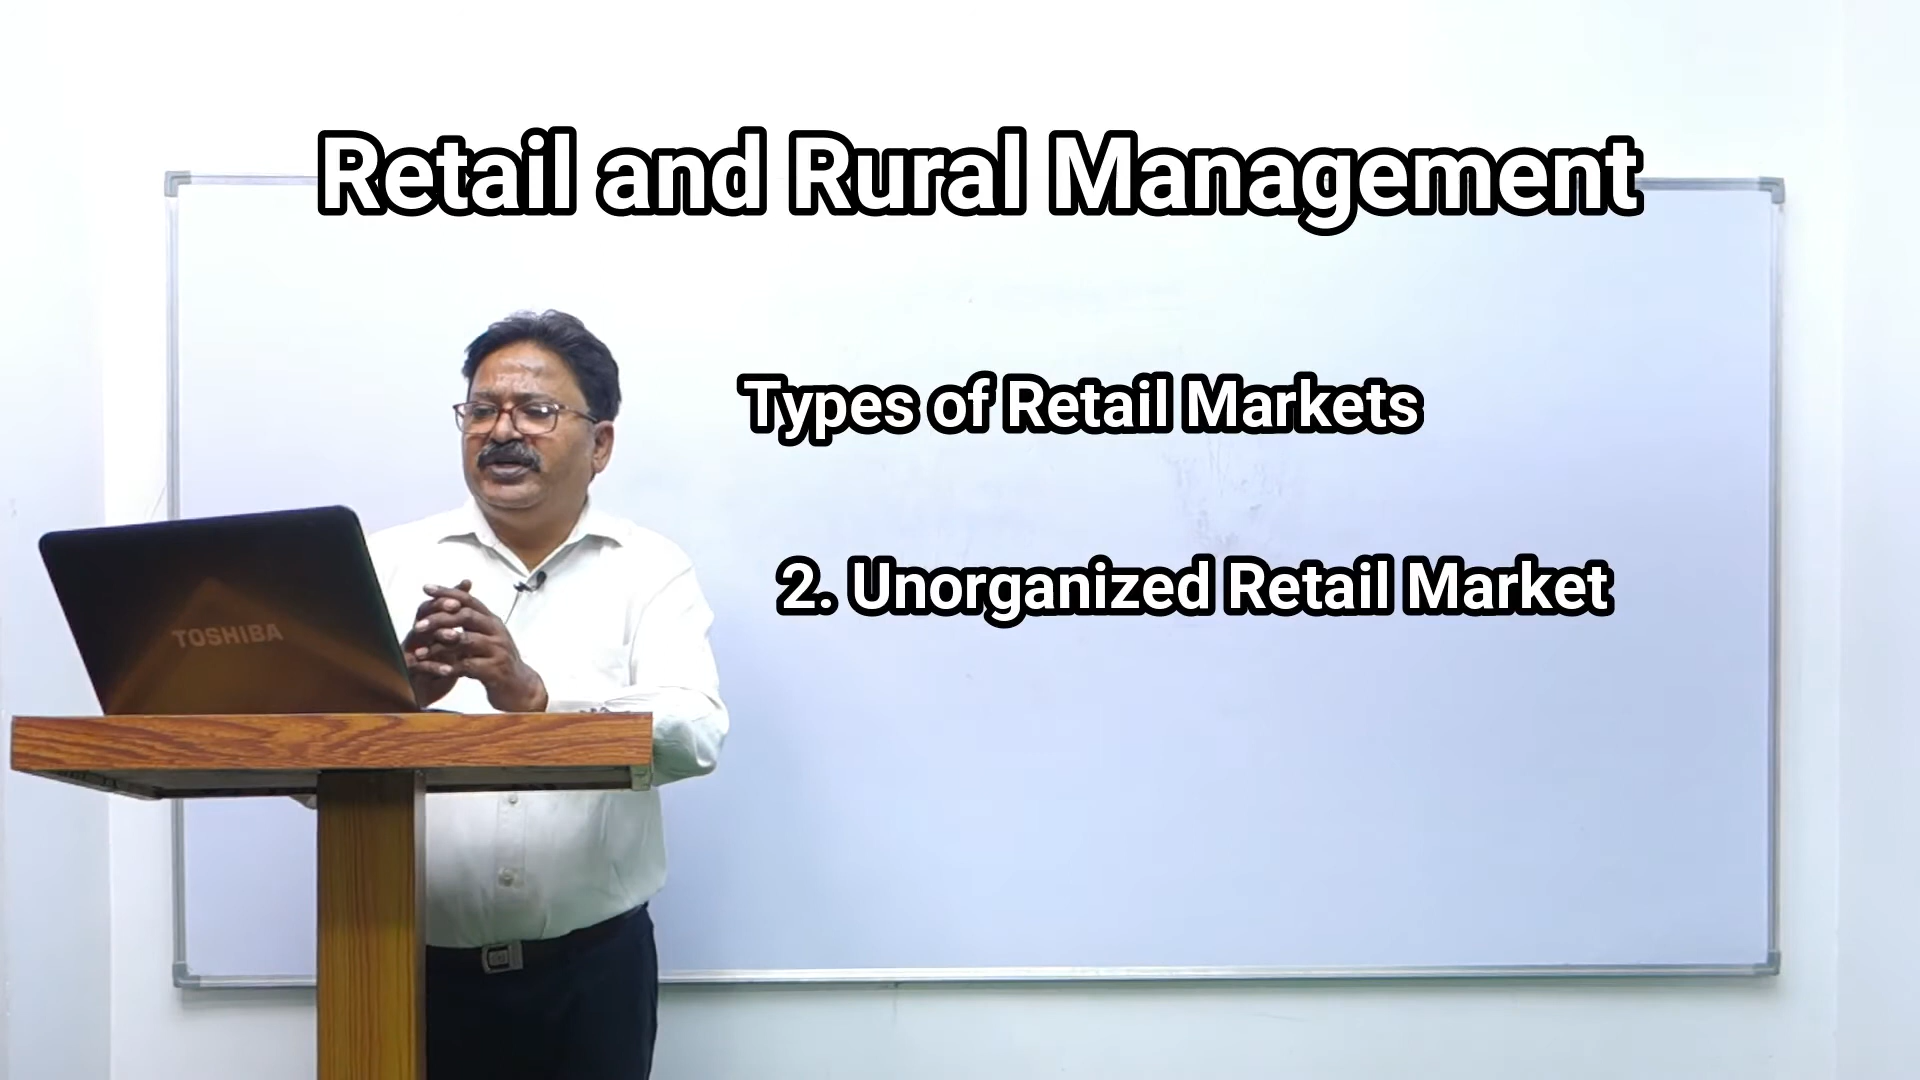 Retail and Rural Management
Types of Retail Markets
2. Unorganized Retail Market
TOSHIBA